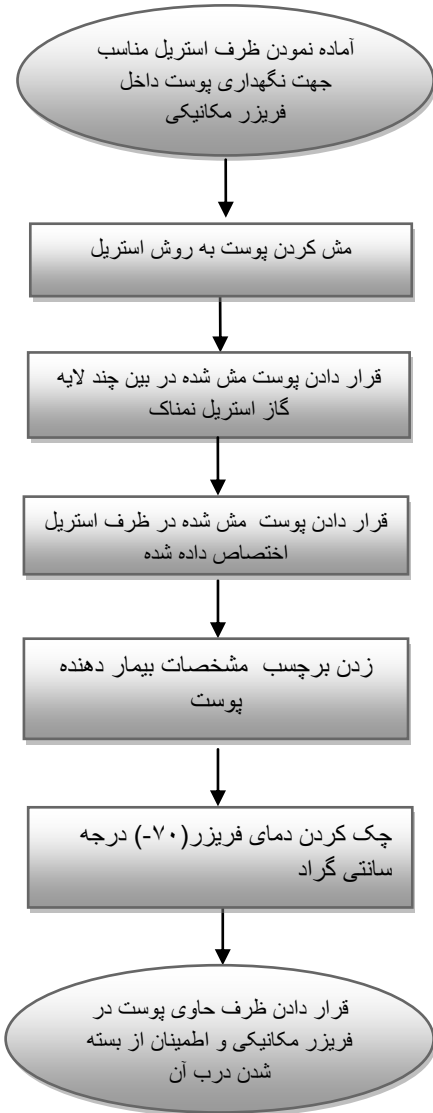 آماده نمودن ظرف استریل مناسب
جهت نگهداری پوست داخل
فریزر مکانیکی
مش کردن پوست به روش استریل
قرار دادن پوست مش شده در بین چند لایه
گاز استریل نمناک
قرار دادن پوست مش شده در ظرف استریل
اختصاص داده شده
زدن برچسب مشخصات بیمار دهنده
پوست
چک کردن دمای فریزر(۷۰-) درجه
سانتی گراد
قرار دادن ظرف حاوی پوست در
فریزر مکانیکی و اطمینان از بسته
شدن درب آن